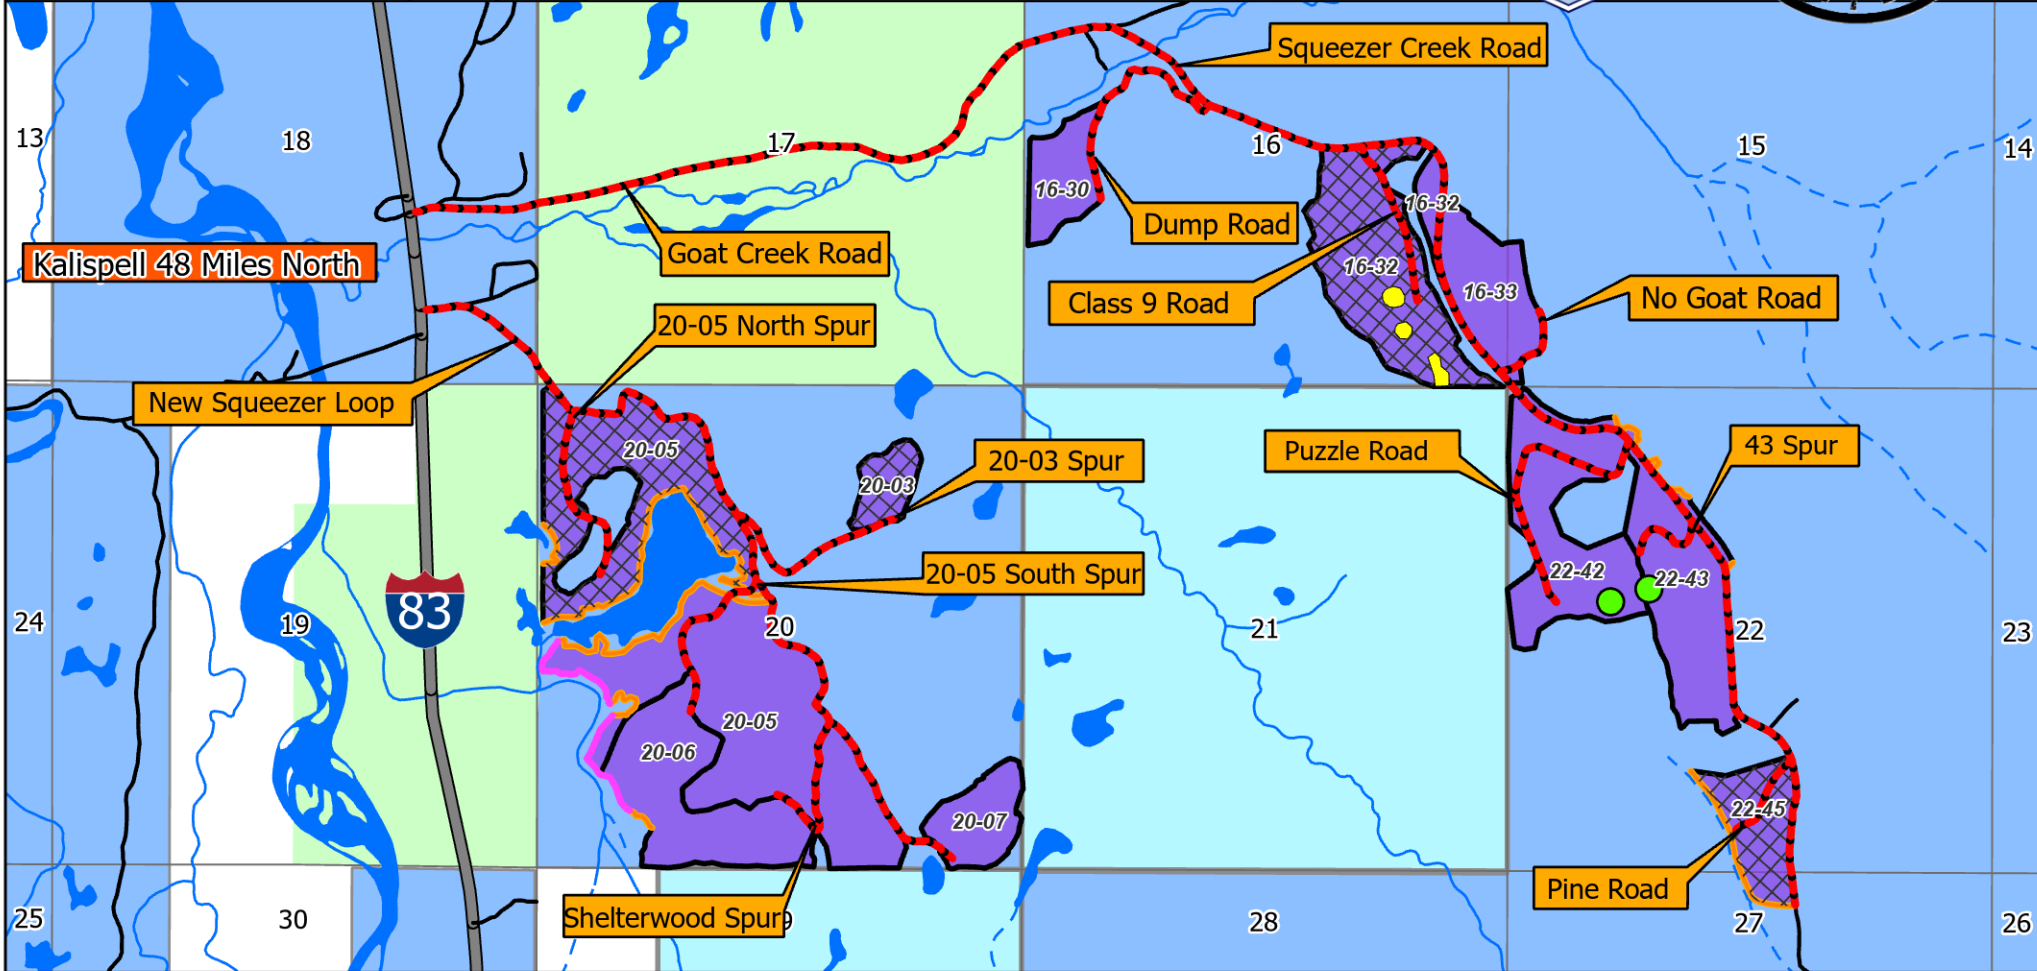 Squeezer Creek Road
13
18
17
16
15
14
16-30
16-32
Dump Road
Goat Creek Road
Kalispell 48 Miles North
16-32
16-33
Class 9 Road
No Goat Road
20-05 North Spur
New Squeezer Loop
20-05
Puzzle Road
43 Spur
20-03 Spur
20-03
20-05 South Spur
22-42
22-43
83
24
19
20
21
22
23
20-05
20-06
20-07
22-45
Pine Road
Shelterwood Spur
25
30
28
27
26